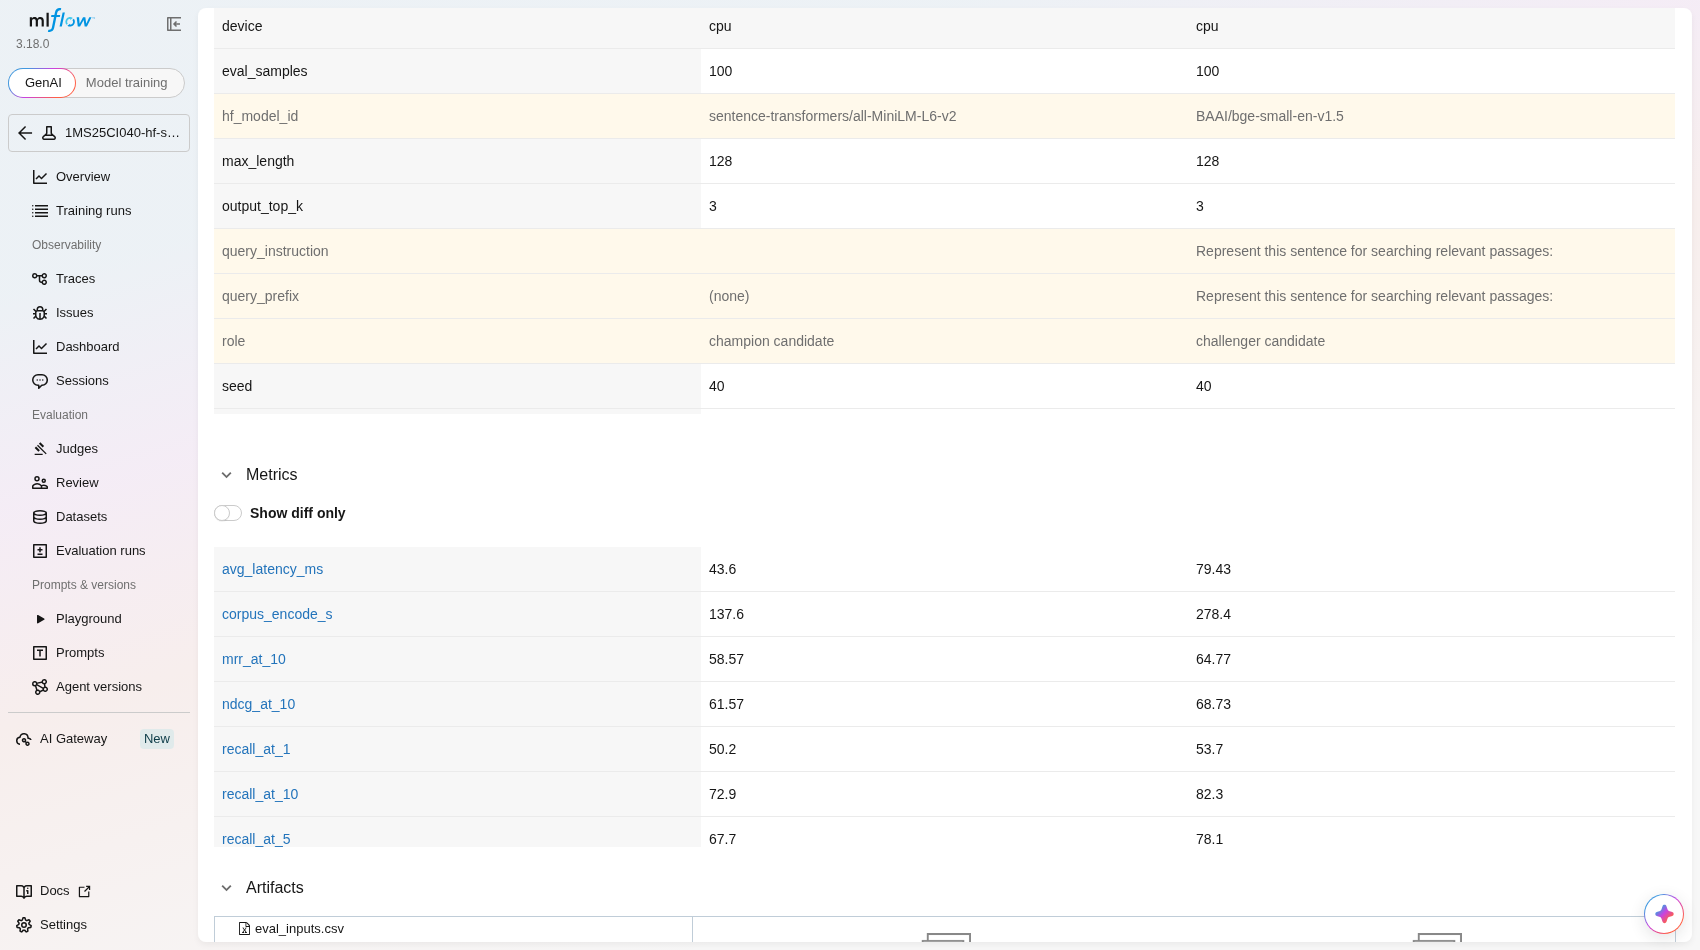 mlflow
3.18.0
GenAI Model training
1MS25CI040-hf-s...
Overview
Training runs
Observability
Traces
Issues
Dashboard
Sessions
Evaluation
Judges
Review
Datasets
Evaluation runs
Prompts & versions
Playground
Prompts
Agent versions
AI Gateway New
Docs
Settings
device cpu cpu
eval_samples 100 100
hf_model_id sentence-transformers/all-MiniLM-L6-v2 BAAI/bge-small-en-v1.5
max_length 128 128
output_top_k 3 3
query_instruction Represent this sentence for searching relevant passages:
query_prefix (none) Represent this sentence for searching relevant passages:
role champion candidate challenger candidate
seed 40 40
Metrics
Show diff only
avg_latency_ms 43.6 79.43
corpus_encode_s 137.6 278.4
mrr_at_10 58.57 64.77
ndcg_at_10 61.57 68.73
recall_at_1 50.2 53.7
recall_at_10 72.9 82.3
recall_at_5 67.7 78.1
Artifacts
eval_inputs.csv